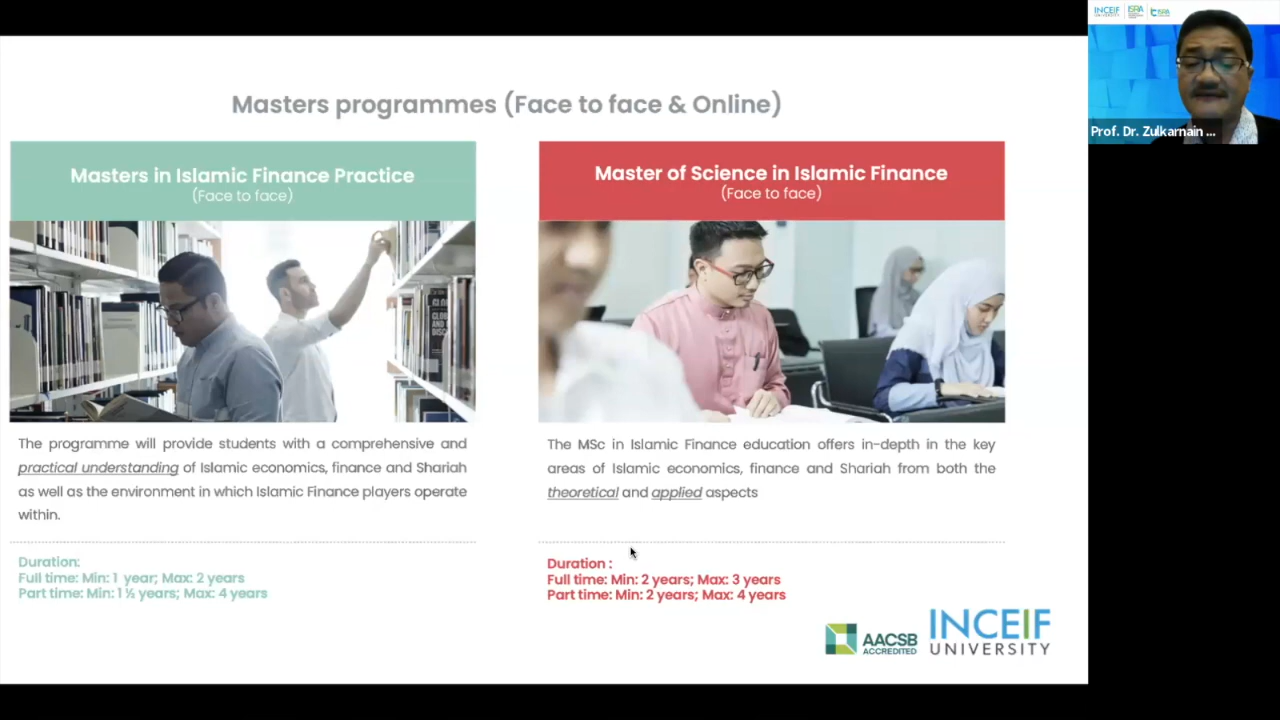 Masters programmes (Face to face & Online)
Masters in Islamic Finance Practice
(Face to face)
The programme will provide students with a comprehensive and
practical understanding of Islamic economics, finance and Shariah
as well as the environment in which Islamic Finance players operate
within.
Duration:
Full time: Min: 1 year; Max: 2 years
Part time: Min: 1 ½ years; Max: 4 years
Master of Science in Islamic Finance
(Face to face)
The MSc in Islamic Finance education offers in-depth in the key
areas of Islamic economics, finance and Shariah from both the
theoretical and applied aspects
Duration :
Full time: Min: 2 years; Max: 3 years
Part time: Min: 2 years; Max: 4 years
AACSB
ACCREDITED
INCEIF
UNIVERSITY
INCEIF
UNIVERSITY
ISRA
Prof. Dr. Zulkarnain ...